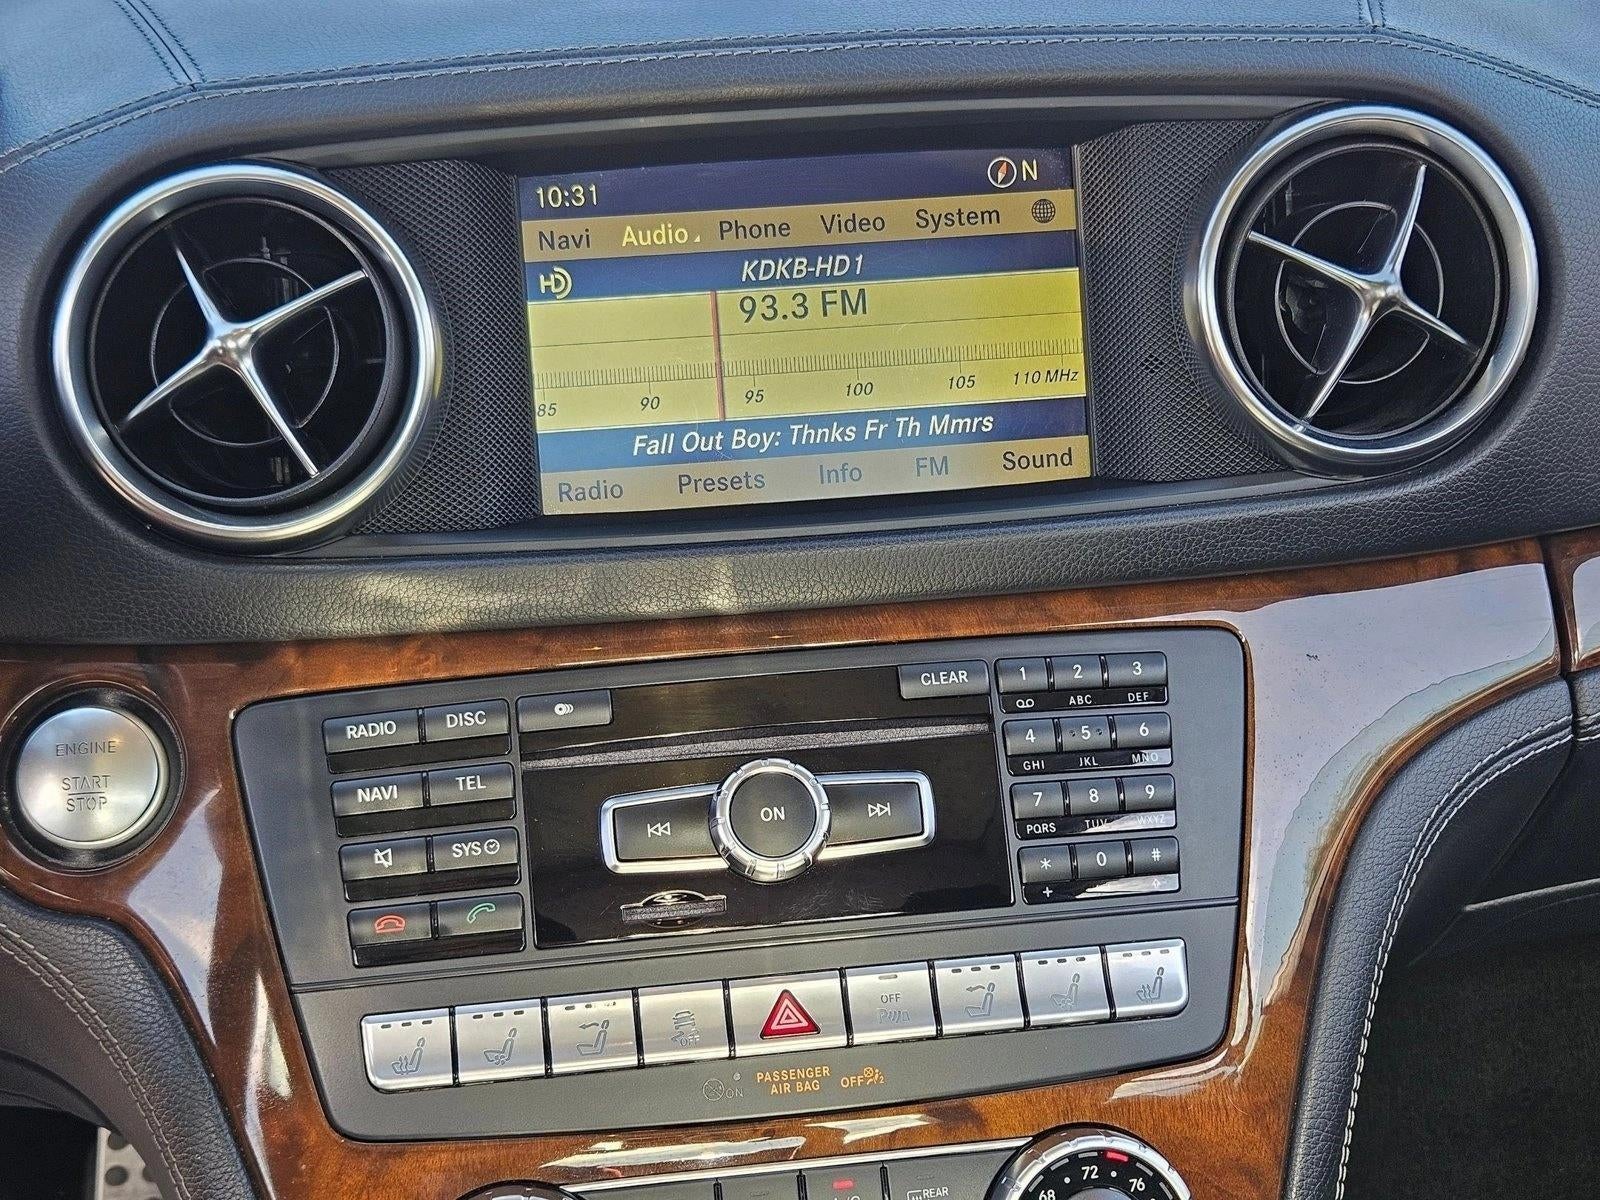 10:31 N
Navi Audio Phone Video System
HD KDKB-HD1
93.3 FM
85 90 95 100 105 110 MHz
Fall Out Boy: Thnks Fr Th Mmrs
Radio Presets Info FM Sound
RADIO DISC CLEAR 1 2 3
ABC DEF
ENGINE
START
STOP
NAVI TEL 4 5 6
GHI JKL MNO
ON
7 8 9
PQRS TUV WXYZ
SYS
* 0 #
+
OFF
OFF
ON PASSENGER
AIR BAG OFF 2
68 72 76
REAR
A/C